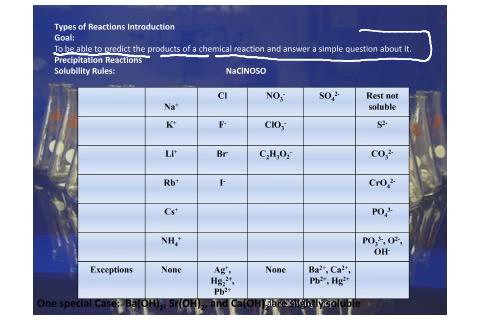 Types of Reactions Introduction
Goal:
To be able to predict the products of a chemical reaction and answer a simple question about it.
Precipitation Reactions
Solubility Rules: NaClNOSO
Na⁺ Cl NO₃⁻ SO₄²⁻ Rest not soluble
K⁺ F⁻ ClO₃⁻ S²⁻
Li⁺ Br⁻ C₂H₃O₂⁻ CO₃²⁻
Rb⁺ I⁻ CrO₄²⁻
Cs⁺ PO₄³⁻
NH₄⁺ PO₃³⁻, O²⁻, OH⁻
Exceptions None Ag⁺, Hg₂²⁺, Pb²⁺ None Ba²⁺, Ca²⁺, Pb²⁺, Hg²⁺
One special Case: Ba(OH)₂, Sr(OH)₂, and Ca(OH)₂ are slightly soluble